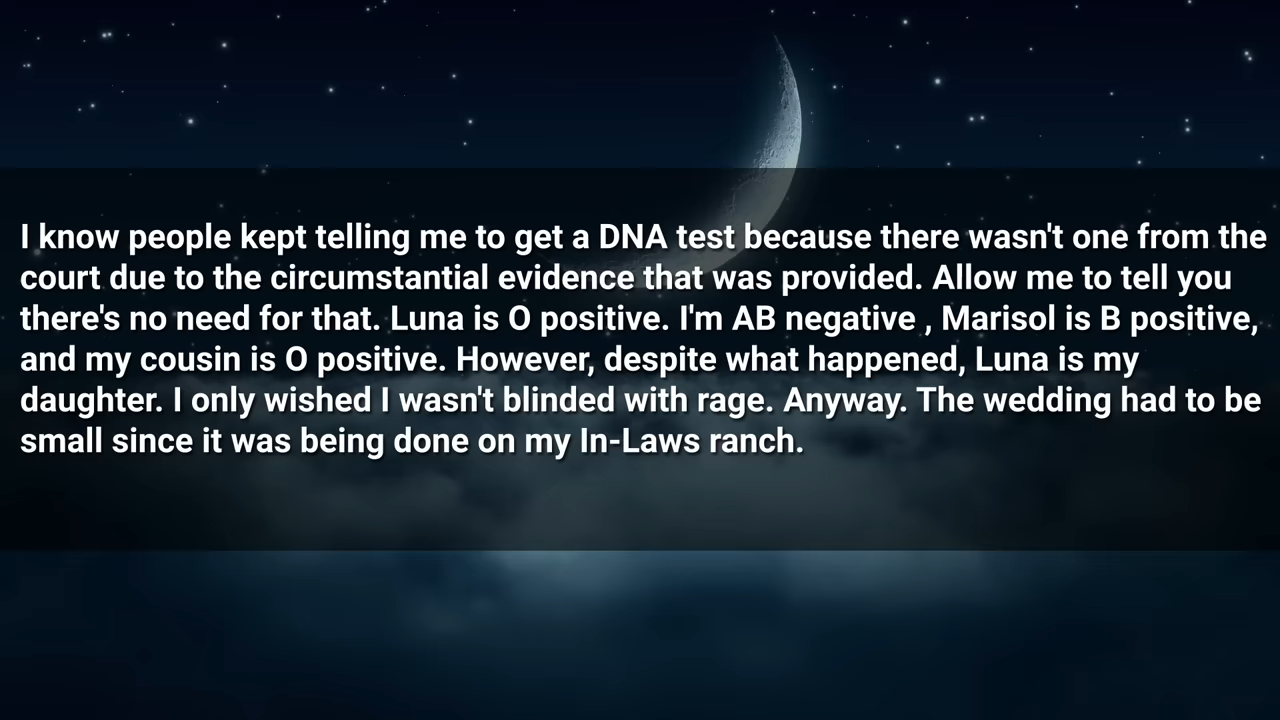 I know people kept telling me to get a DNA test because there wasn't one from the
court due to the circumstantial evidence that was provided. Allow me to tell you
there's no need for that. Luna is O positive. I'm AB negative , Marisol is B positive,
and my cousin is O positive. However, despite what happened, Luna is my
daughter. I only wished I wasn't blinded with rage. Anyway. The wedding had to be
small since it was being done on my In-Laws ranch.